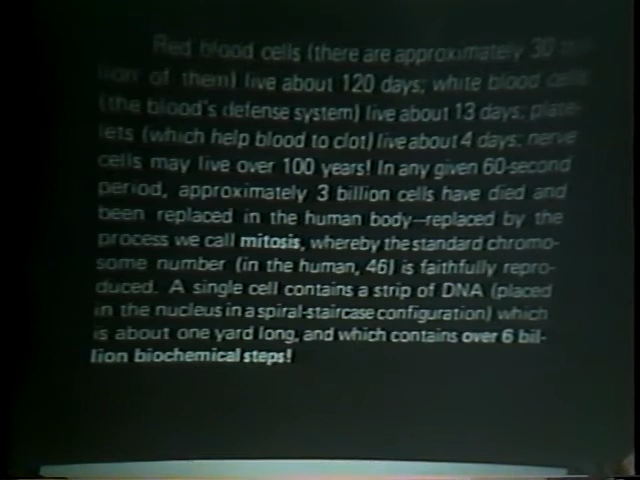 Red blood cells (there are approximately 30 tril-
lion of them) live about 120 days; white blood cells
(the blood's defense system) live about 13 days; plate-
lets (which help blood to clot) live about 4 days; nerve
cells may live over 100 years! In any given 60-second
period, approximately 3 billion cells have died and
been replaced in the human body—replaced by the
process we call mitosis, whereby the standard chromo-
some number (in the human, 46) is faithfully repro-
duced. A single cell contains a strip of DNA (placed
in the nucleus in a spiral-staircase configuration) which
is about one yard long, and which contains over 6 bil-
lion biochemical steps!